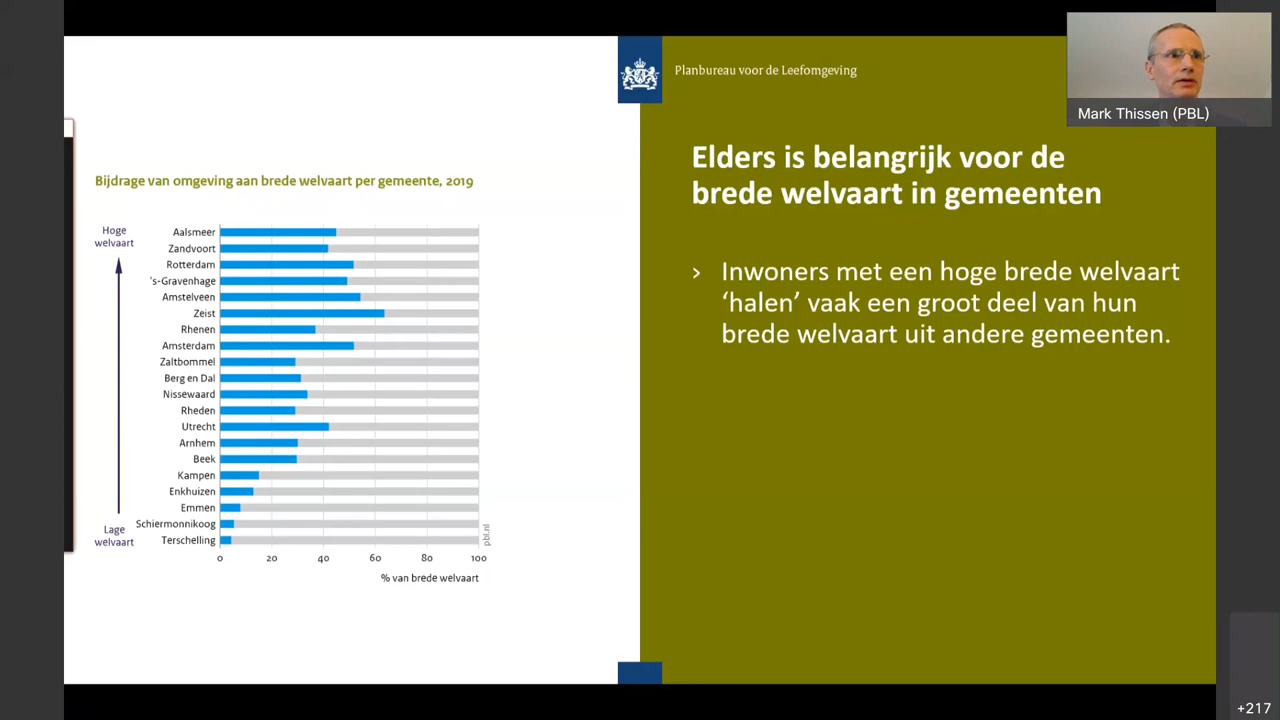 Planbureau voor de Leefomgeving
Mark Thissen (PBL)
Elders is belangrijk voor de
brede welvaart in gemeenten
› Inwoners met een hoge brede welvaart
‘halen’ vaak een groot deel van hun
brede welvaart uit andere gemeenten.
Bijdrage van omgeving aan brede welvaart per gemeente, 2019
Hoge
welvaart
Aalsmeer
Zandvoort
Rotterdam
's-Gravenhage
Amstelveen
Zeist
Rhenen
Amsterdam
Zaltbommel
Berg en Dal
Nissewaard
Rheden
Utrecht
Arnhem
Beek
Kampen
Enkhuizen
Emmen
Schiermonnikoog
Terschelling
Lage
welvaart
0 20 40 60 80 100
% van brede welvaart
pbl.nl
+217